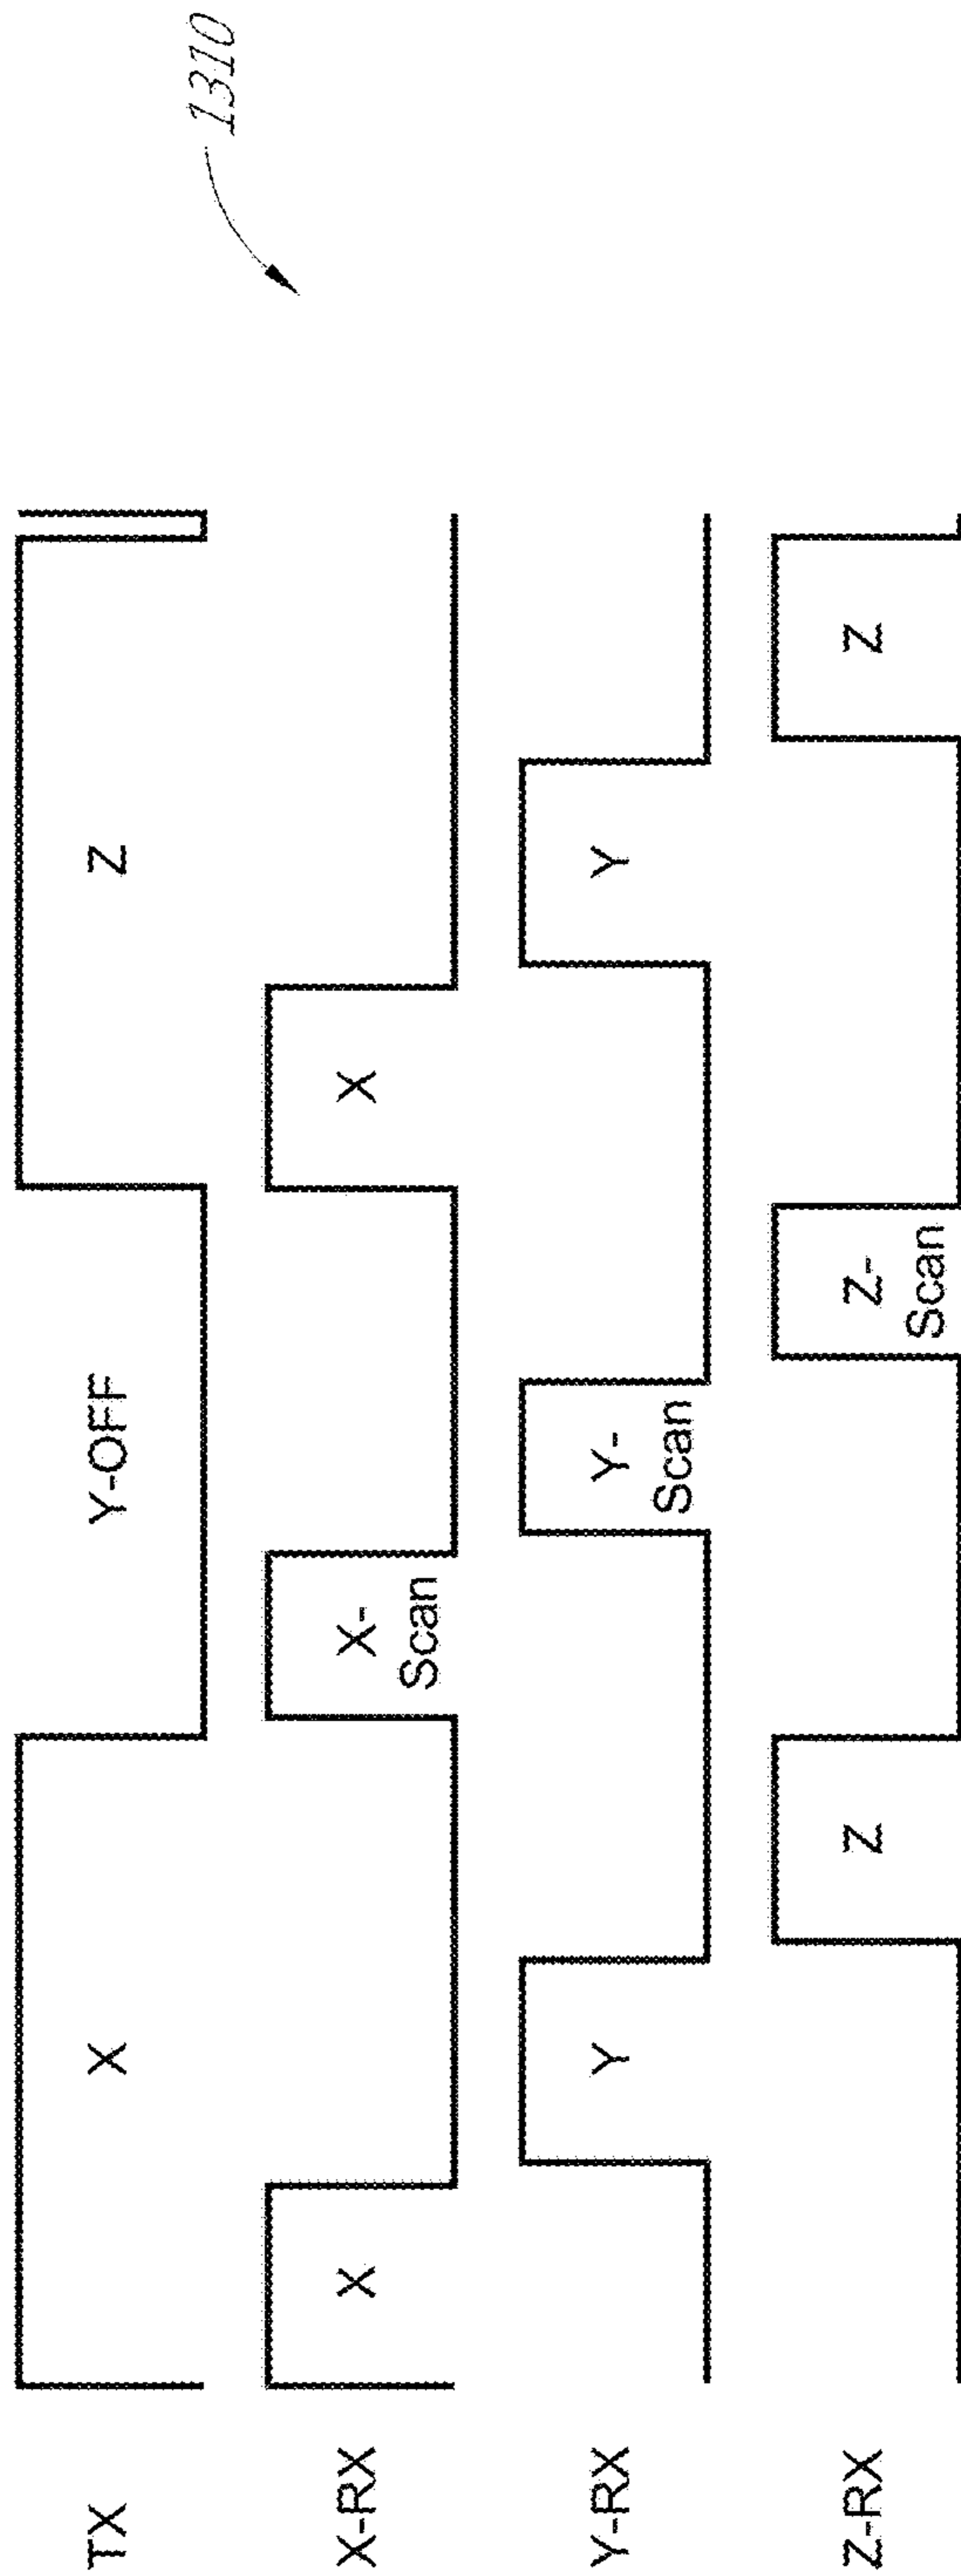 1310
TX
X
Y-OFF
Z
X-RX
X
X-
Scan
X
Y-RX
Y
Y-
Scan
Y
Z-RX
Z
Z-
Scan
Z